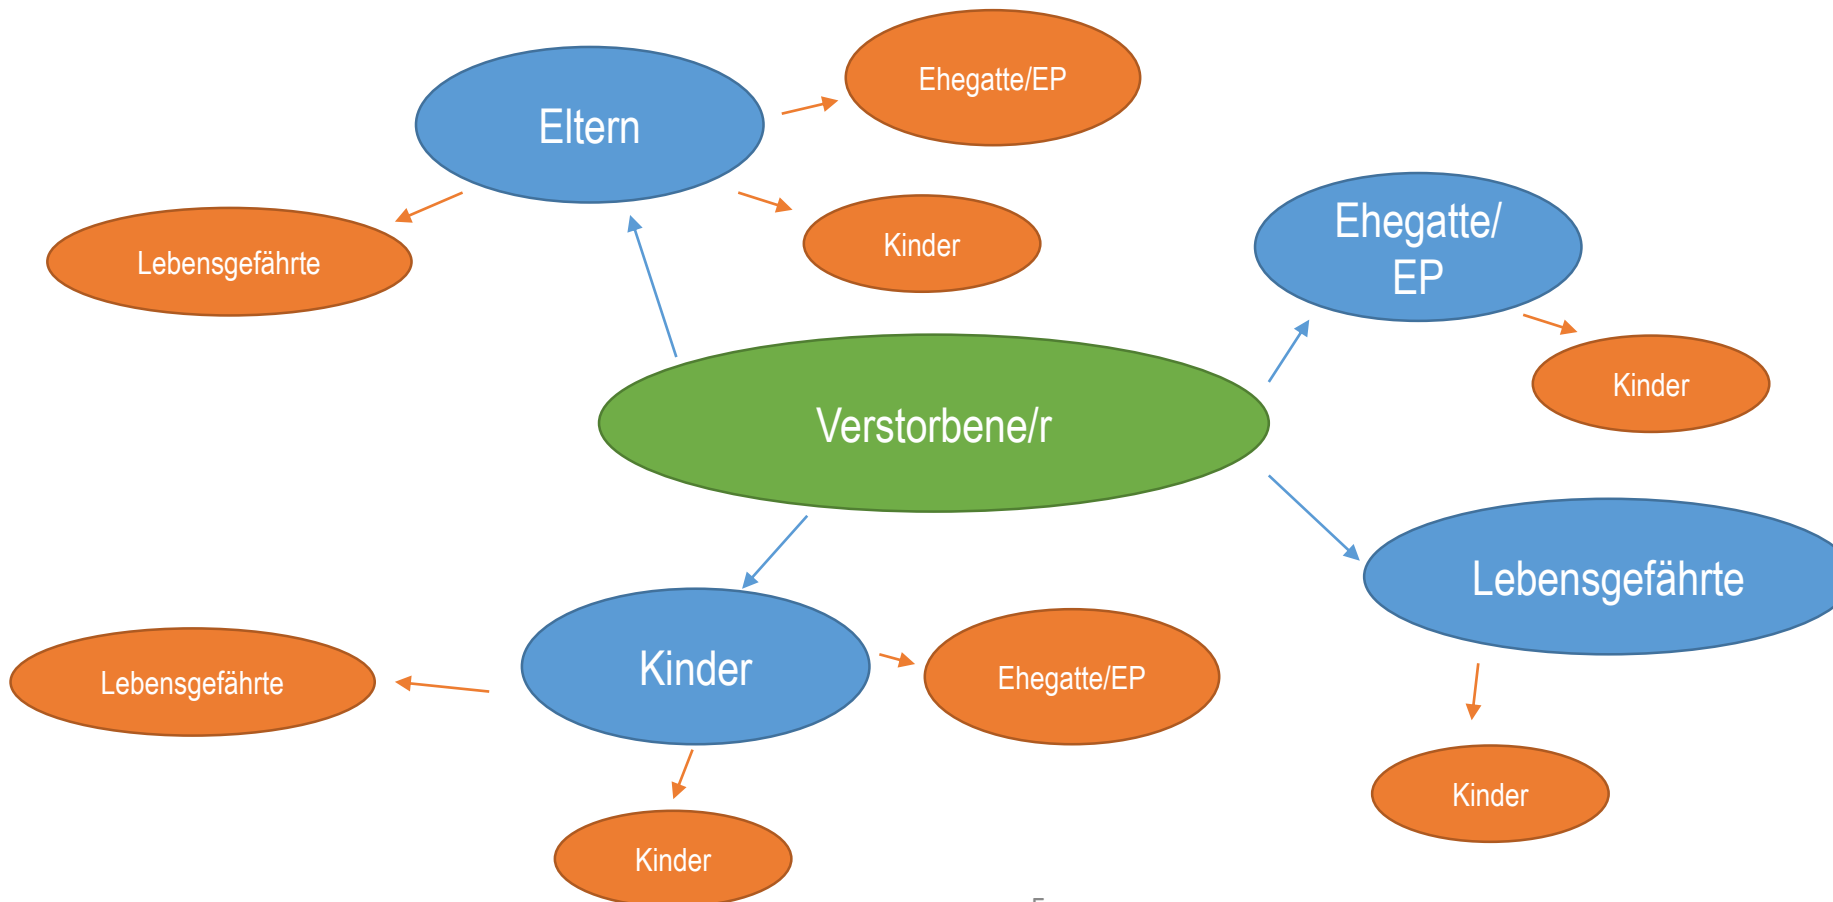 Ehegatte/EP
Eltern
Lebensgefährte
Kinder
Ehegatte/
EP
Kinder
Verstorbene/r
Lebensgefährte
Kinder
Lebensgefährte
Ehegatte/EP
Kinder
Kinder